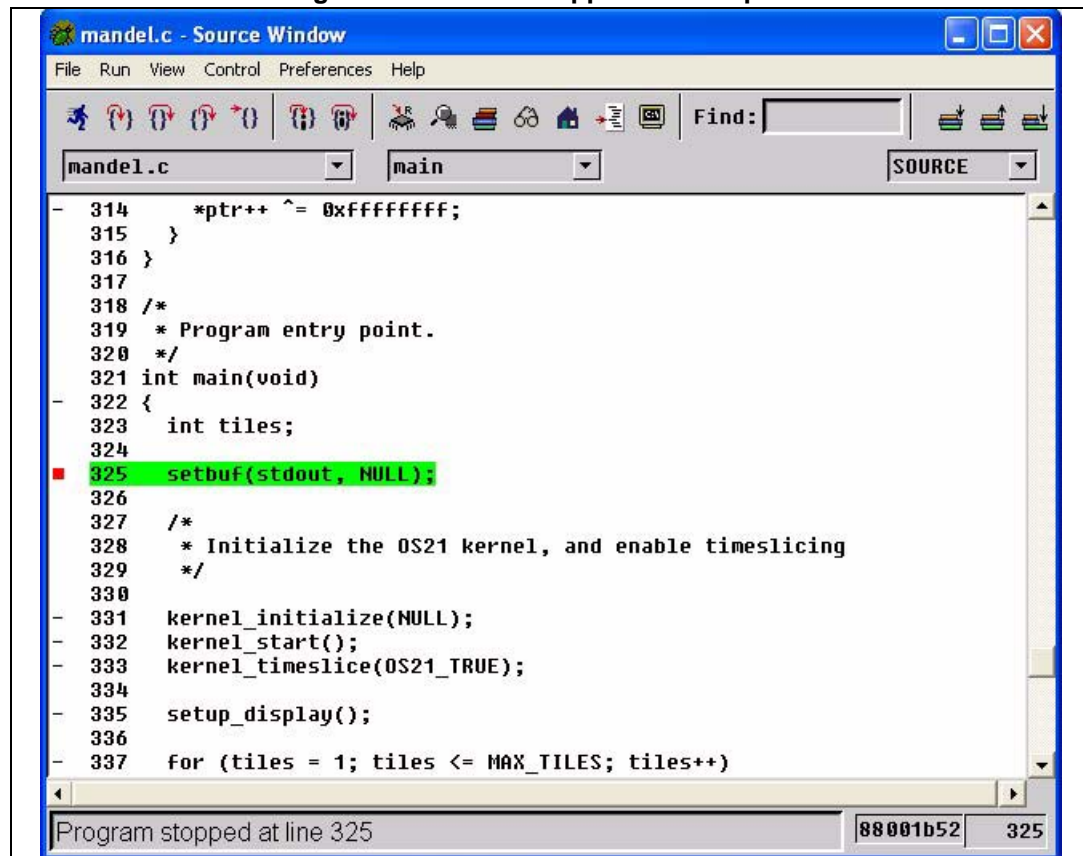 mandel.c - Source Window
File Run View Control Preferences Help
Find:
mandel.c main SOURCE
- 314 *ptr++ ^= 0xffffffff;
315 }
316 }
317
318 /*
319 * Program entry point.
320 */
321 int main(void)
- 322 {
323 int tiles;
324
325 setbuf(stdout, NULL);
326
327 /*
328 * Initialize the OS21 kernel, and enable timeslicing
329 */
330
- 331 kernel_initialize(NULL);
- 332 kernel_start();
- 333 kernel_timeslice(OS21_TRUE);
334
- 335 setup_display();
336
- 337 for (tiles = 1; tiles <= MAX_TILES; tiles++)
Program stopped at line 325 88001b52 325